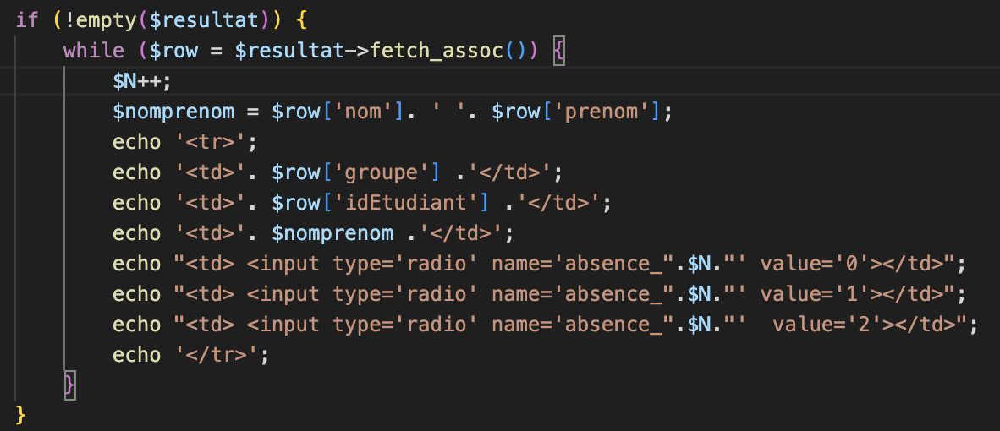 if (!empty($resultat)) {
while ($row = $resultat->fetch_assoc()) {
$N++;
$nomprenom = $row['nom']. ' '. $row['prenom'];
echo '<tr>';
echo '<td>'. $row['groupe'] .'</td>';
echo '<td>'. $row['idEtudiant'] .'</td>';
echo '<td>'. $nomprenom .'</td>';
echo "<td> <input type='radio' name='absence_".$N."' value='0'></td>";
echo "<td> <input type='radio' name='absence_".$N."' value='1'></td>";
echo "<td> <input type='radio' name='absence_".$N."'  value='2'></td>";
echo '</tr>';
}
}